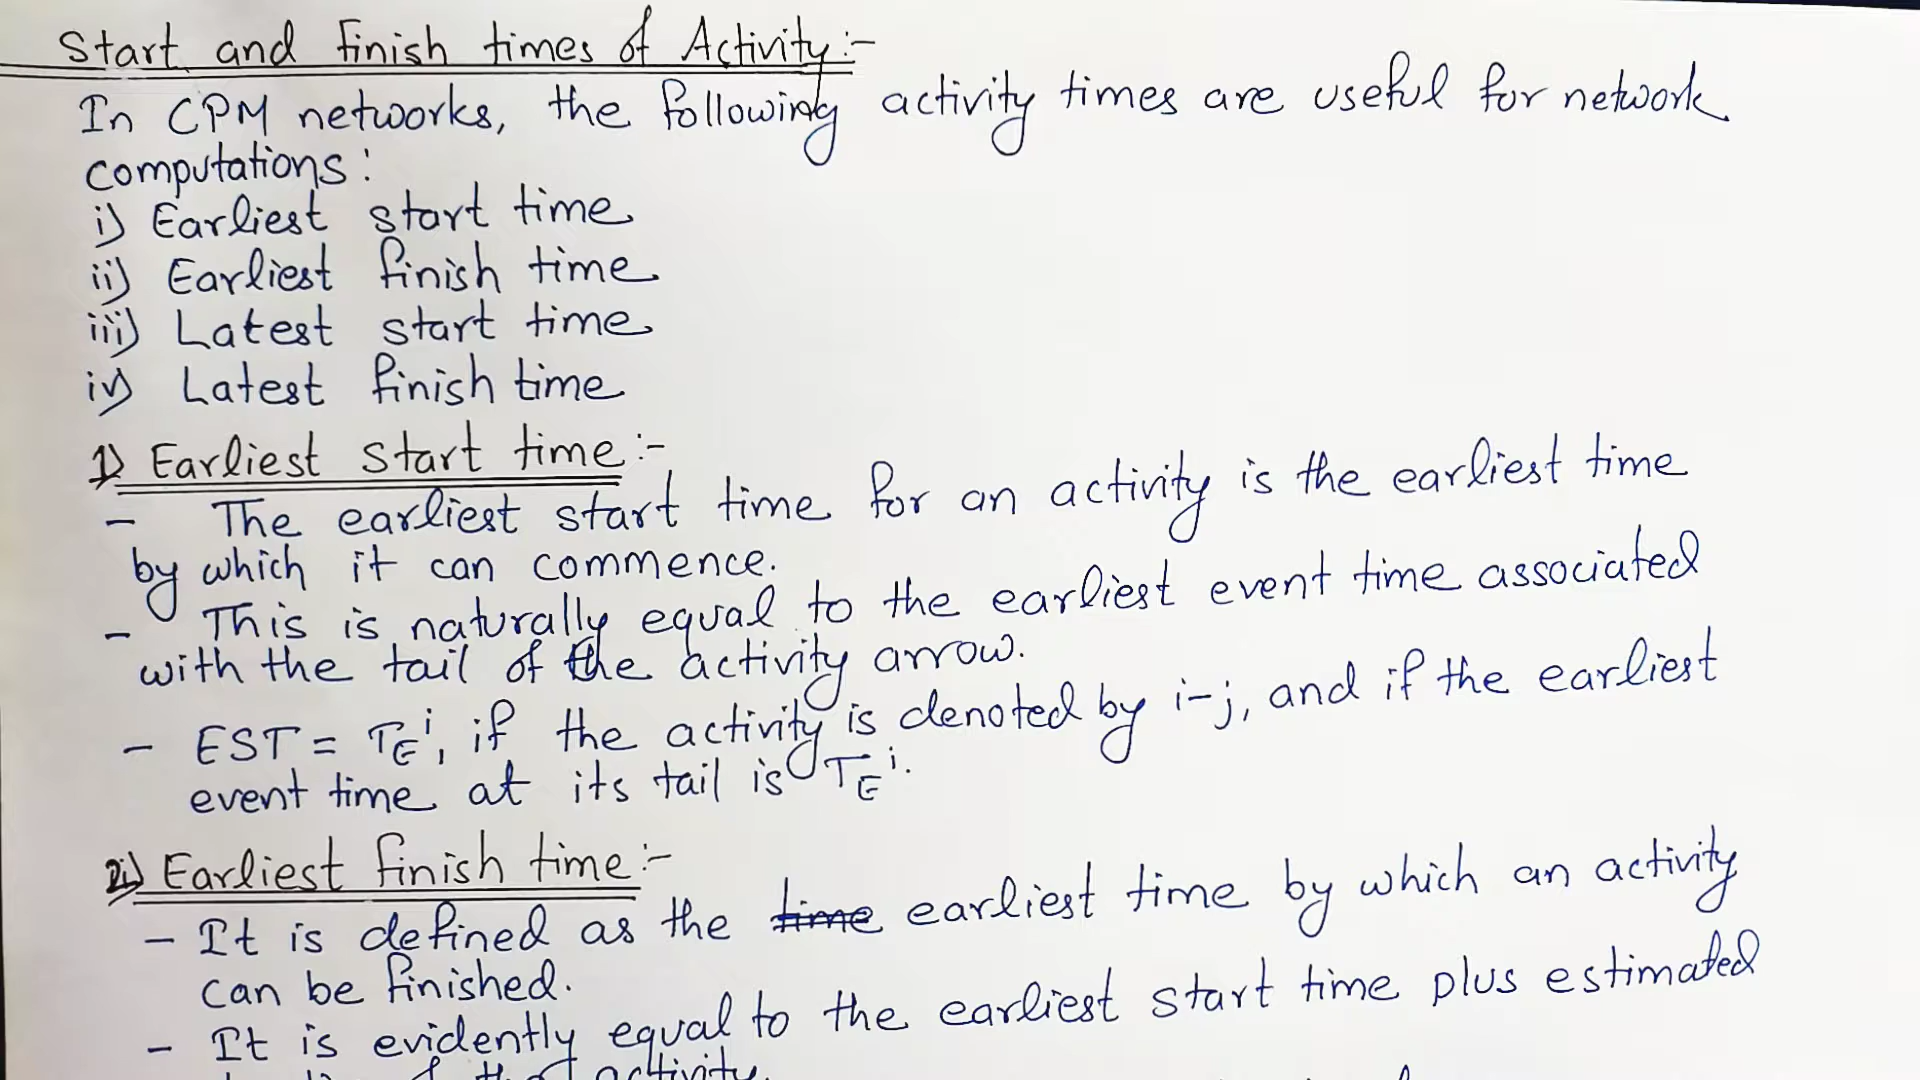 Start and finish times of Activity:-
In CPM networks, the following activity times are useful for network
computations:
i) Earliest start time
ii) Earliest finish time
iii) Latest start time
iv) Latest finish time
1) Earliest start time:-
- The earliest start time for an activity is the earliest time
by which it can commence.
- This is naturally equal to the earliest event time associated
with the tail of the activity arrow.
- EST = T_E^i, if the activity is denoted by i-j, and if the earliest
event time at its tail is T_E^i.
2) Earliest finish time:-
- It is defined as the ~~time~~ earliest time by which an activity
can be finished.
- It is evidently equal to the earliest start time plus estimated
activity.